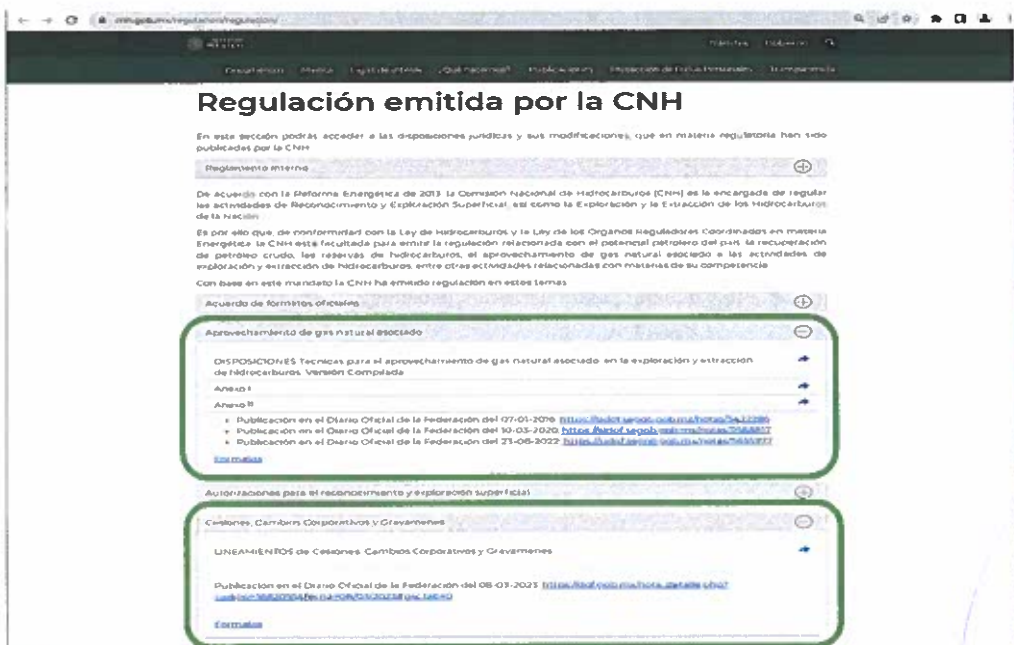 Trámites Gobierno
¿Qué hacemos? Publicaciones Protección de Datos Personales Transparencia
Regulación emitida por la CNH
En esta sección podrás acceder a las disposiciones jurídicas y sus modificaciones, que en materia regulatoria han sido
publicadas por la CNH
Reglamento Interno
De acuerdo con la Reforma Energética de 2013 la Comisión Nacional de Hidrocarburos (CNH) es la encargada de regular
las actividades de Reconocimiento y Exploración Superficial, así como la Exploración y la Extracción de los Hidrocarburos
de la Nación
Es por ello que, de conformidad con la Ley de Hidrocarburos y la Ley de los Órganos Reguladores Coordinados en materia
Energética la CNH está facultada para emitir la regulación relacionada con el potencial petrolero del país la recuperación
de petróleo crudo, las reservas de hidrocarburos, el aprovechamiento de gas natural asociado a las actividades de
exploración y extracción de hidrocarburos, entre otras actividades relacionadas con materias de su competencia
Con base en este mandato la CNH ha emitido regulación en estos temas
Acuerdo de formatos oficiales
Aprovechamiento de gas natural asociado
DISPOSICIONES Técnicas para el aprovechamiento de gas natural asociado en la exploración y extracción
de hidrocarburos. Versión Compilada
Anexo I
Anexo II
Publicación en el Diario Oficial de la Federación del 07-01-2016
Publicación en el Diario Oficial de la Federación del 10-03-2020
Publicación en el Diario Oficial de la Federación del 23-08-2022
Formatos
Autorizaciones para el reconocimiento y exploración superficial
Cesiones, Cambios Corporativos y Gravámenes
LINEAMIENTOS de Cesiones, Cambios Corporativos y Gravámenes
Publicación en el Diario Oficial de la Federación del 08-03-2023
Formatos